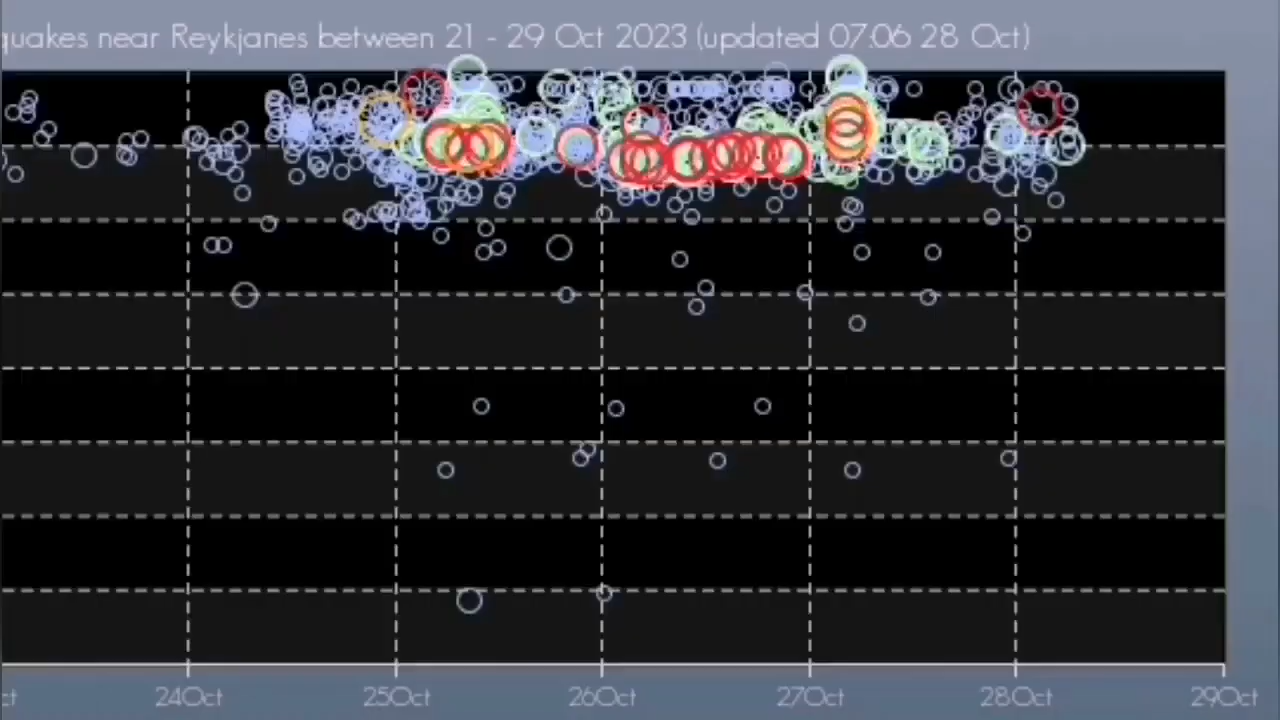 quakes near Reykjanes between 21 - 29 Oct 2023 (updated 07.06 28 Oct)
ct 24Oct 25Oct 26Oct 27Oct 28Oct 29Oct